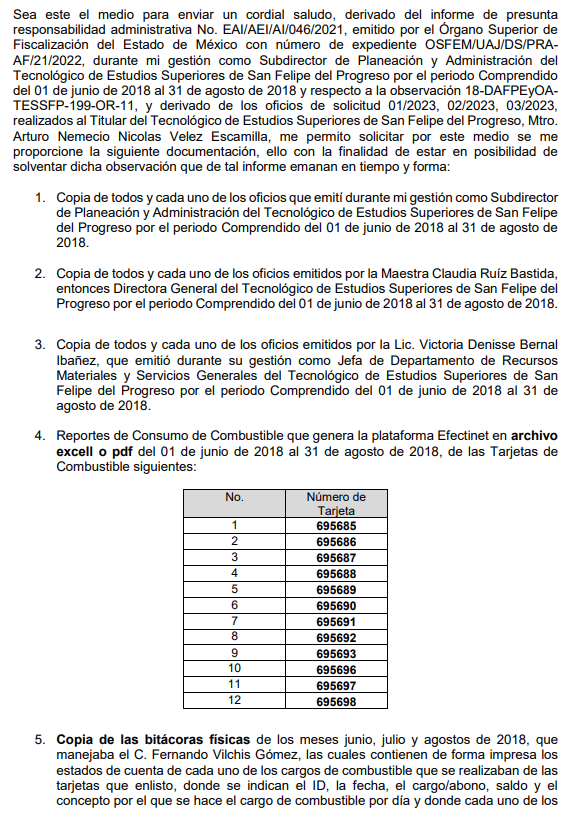 Sea este el medio para enviar un cordial saludo, derivado del informe de presunta
responsabilidad administrativa No. EAI/AEI/AI/046/2021, emitido por el Órgano Superior de
Fiscalización del Estado de México con número de expediente OSFEM/UAJ/DS/PRA-
AF/21/2022, durante mi gestión como Subdirector de Planeación y Administración del
Tecnológico de Estudios Superiores de San Felipe del Progreso por el periodo Comprendido
del 01 de junio de 2018 al 31 de agosto de 2018 y respecto a la observación 18-DAFPEyOA-
TESSFP-199-OR-11, y derivado de los oficios de solicitud 01/2023, 02/2023, 03/2023,
realizados al Titular del Tecnológico de Estudios Superiores de San Felipe del Progreso, Mtro.
Arturo Nemecio Nicolas Velez Escamilla, me permito solicitar por este medio se me
proporcione la siguiente documentación, ello con la finalidad de estar en posibilidad de
solventar dicha observación que de tal informe emanan en tiempo y forma:
1. Copia de todos y cada uno de los oficios que emití durante mi gestión como Subdirector
de Planeación y Administración del Tecnológico de Estudios Superiores de San Felipe
del Progreso por el periodo Comprendido del 01 de junio de 2018 al 31 de agosto de
2018.
2. Copia de todos y cada uno de los oficios emitidos por la Maestra Claudia Ruíz Bastida,
entonces Directora General del Tecnológico de Estudios Superiores de San Felipe del
Progreso por el periodo Comprendido del 01 de junio de 2018 al 31 de agosto de 2018.
3. Copia de todos y cada uno de los oficios emitidos por la Lic. Victoria Denisse Bernal
Ibañez, que emitió durante su gestión como Jefa de Departamento de Recursos
Materiales y Servicios Generales del Tecnológico de Estudios Superiores de San
Felipe del Progreso por el periodo Comprendido del 01 de junio de 2018 al 31 de
agosto de 2018.
4. Reportes de Consumo de Combustible que genera la plataforma Efectinet en archivo
excell o pdf del 01 de junio de 2018 al 31 de agosto de 2018, de las Tarjetas de
Combustible siguientes:
No. Número de
Tarjeta
1 695685
2 695686
3 695687
4 695688
5 695689
6 695690
7 695691
8 695692
9 695693
10 695696
11 695697
12 695698
5. Copia de las bitácoras físicas de los meses junio, julio y agostos de 2018, que
manejaba el C. Fernando Vilchis Gómez, las cuales contienen de forma impresa los
estados de cuenta de cada uno de los cargos de combustible que se realizaban de las
tarjetas que enlisto, donde se indican el ID, la fecha, el cargo/abono, saldo y el
concepto por el que se hace el cargo de combustible por día y donde cada uno de los